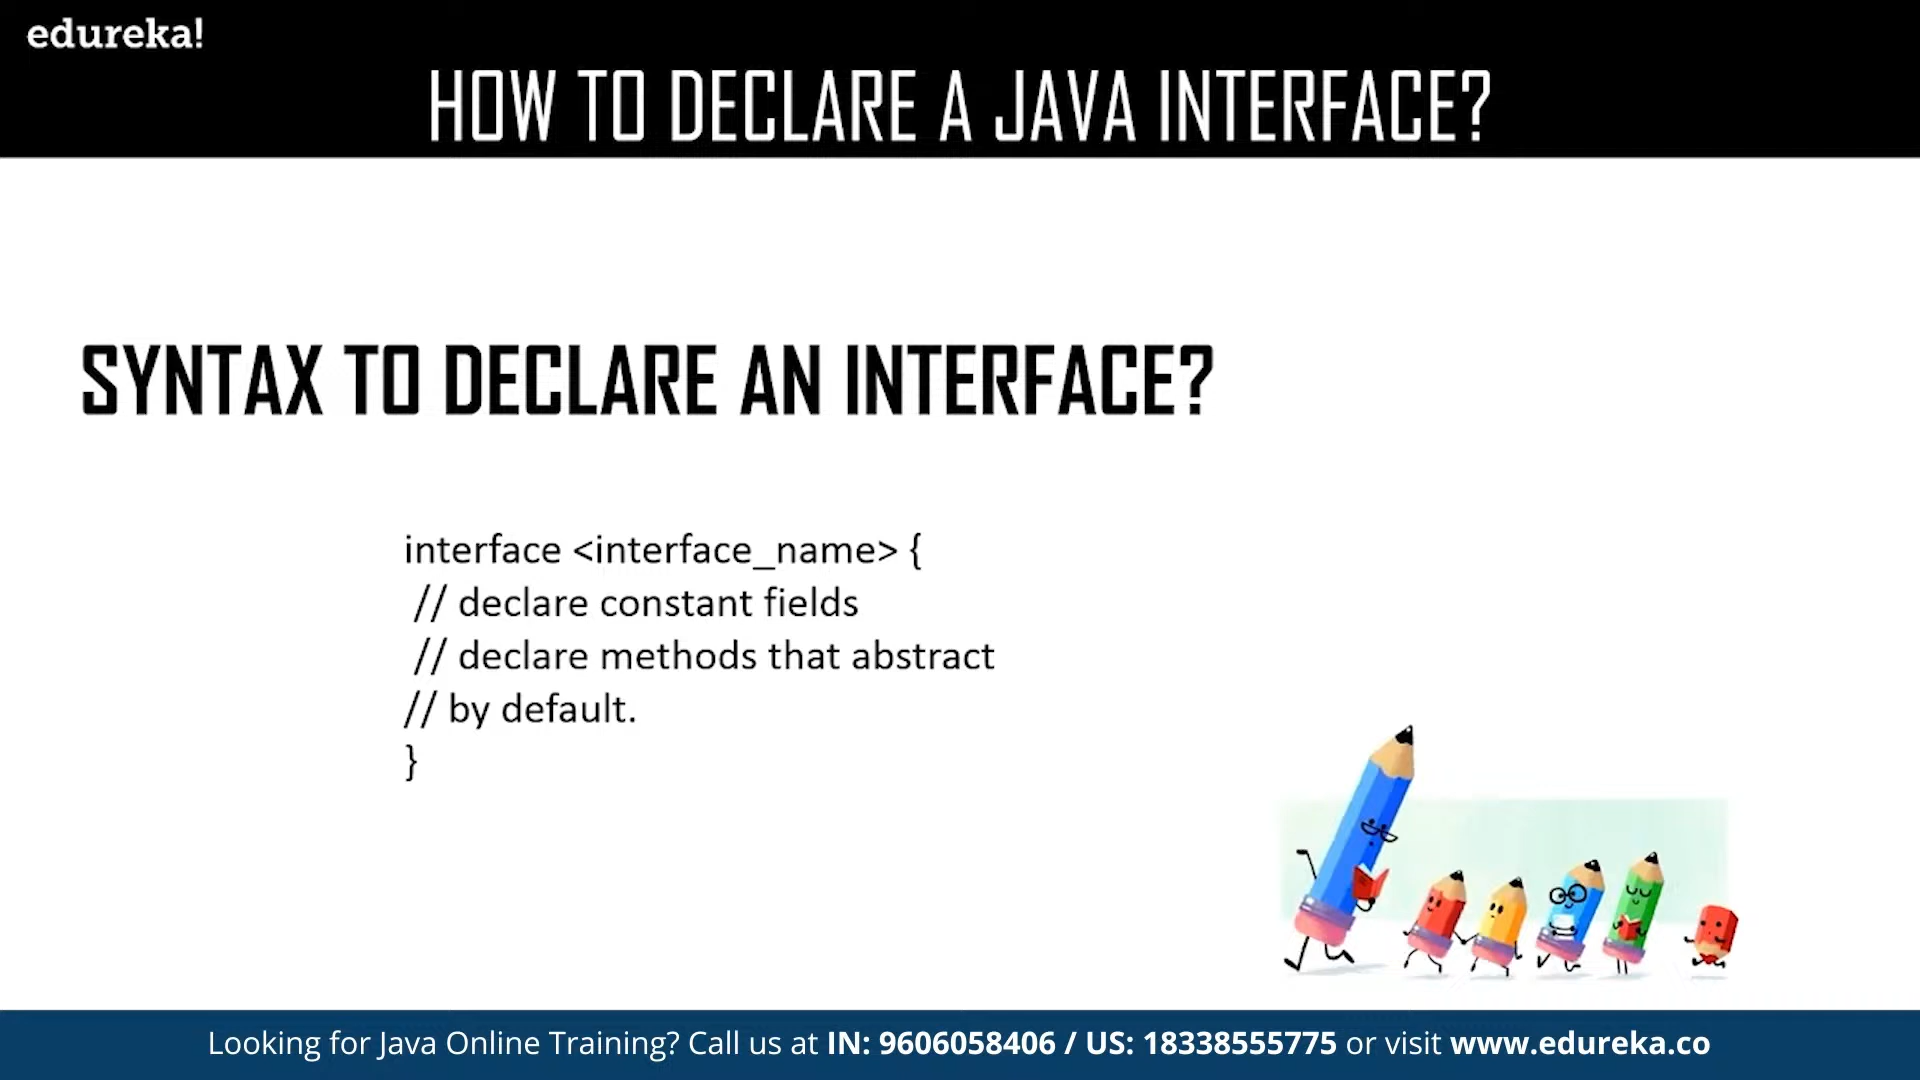 edureka!
HOW TO DECLARE A JAVA INTERFACE?
SYNTAX TO DECLARE AN INTERFACE?
interface <interface_name> {
// declare constant fields
// declare methods that abstract
// by default.
}
Looking for Java Online Training? Call us at IN: 9606058406 / US: 18338555775 or visit www.edureka.co